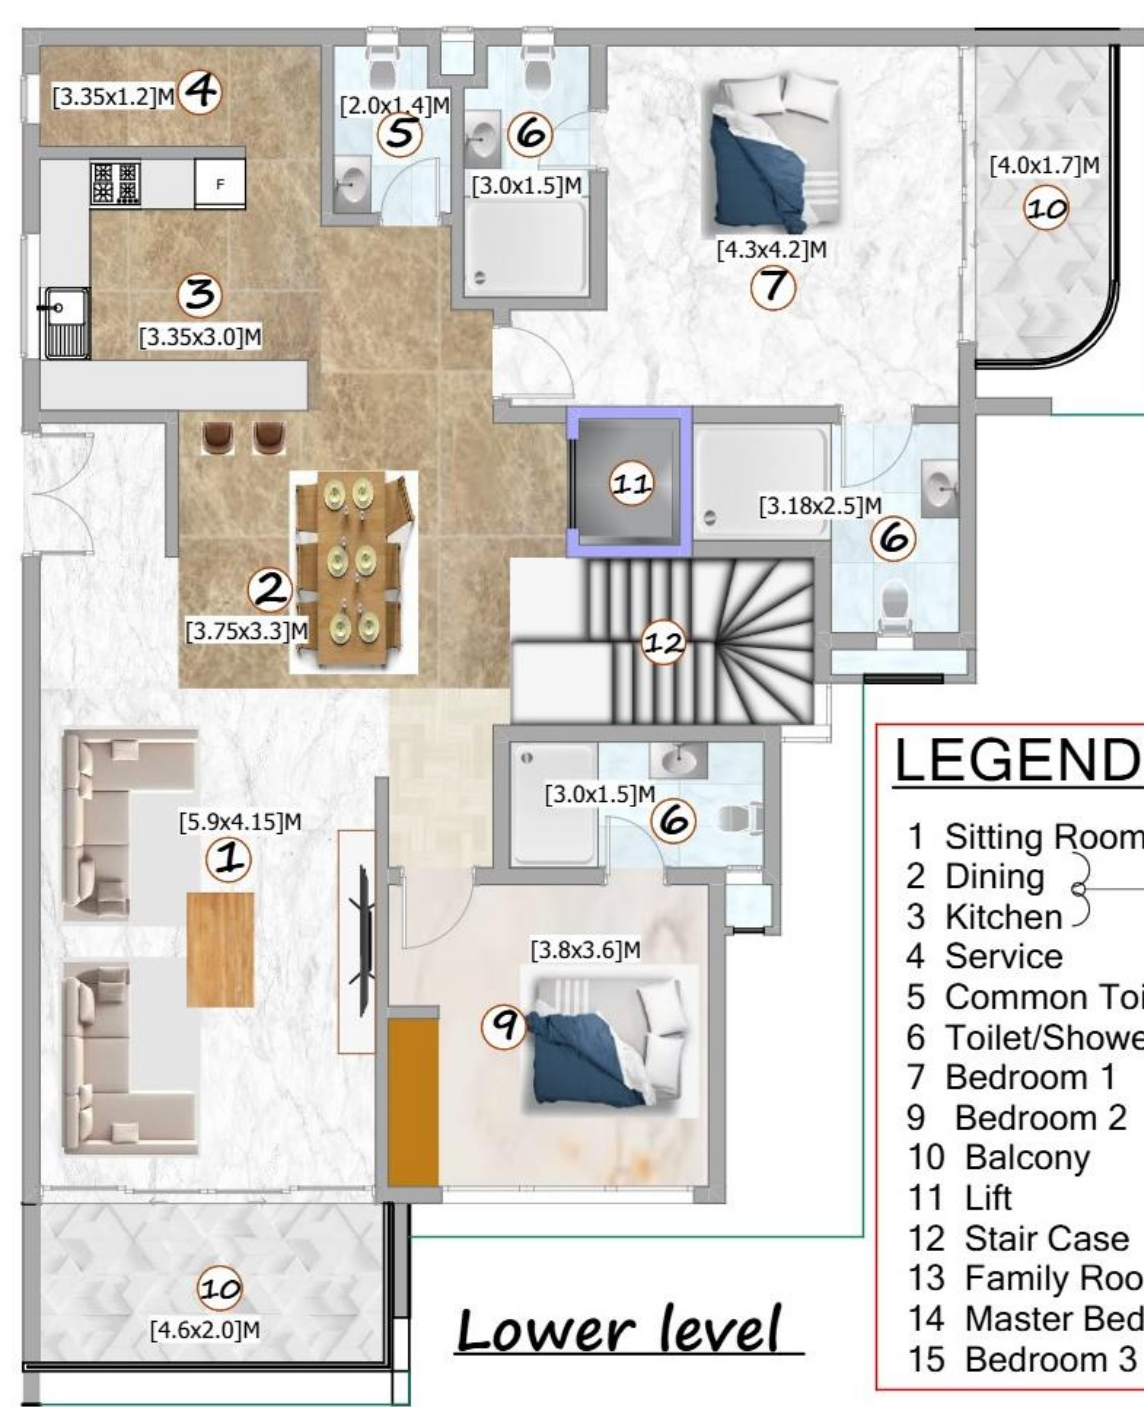 [3.35x1.2]M 4
[2.0x1.4]M
5
6
[3.0x1.5]M
F
[4.0x1.7]M
10
[4.3x4.2]M
7
3
[3.35x3.0]M
11
[3.18x2.5]M
6
2
[3.75x3.3]M
12
[3.0x1.5]M
6
[5.9x4.15]M
1
[3.8x3.6]M
9
10
[4.6x2.0]M
Lower level
LEGEND
1 Sitting Room
2 Dining
3 Kitchen
4 Service
5 Common Toi
6 Toilet/Showe
7 Bedroom 1
9 Bedroom 2
10 Balcony
11 Lift
12 Stair Case
13 Family Roo
14 Master Bed
15 Bedroom 3